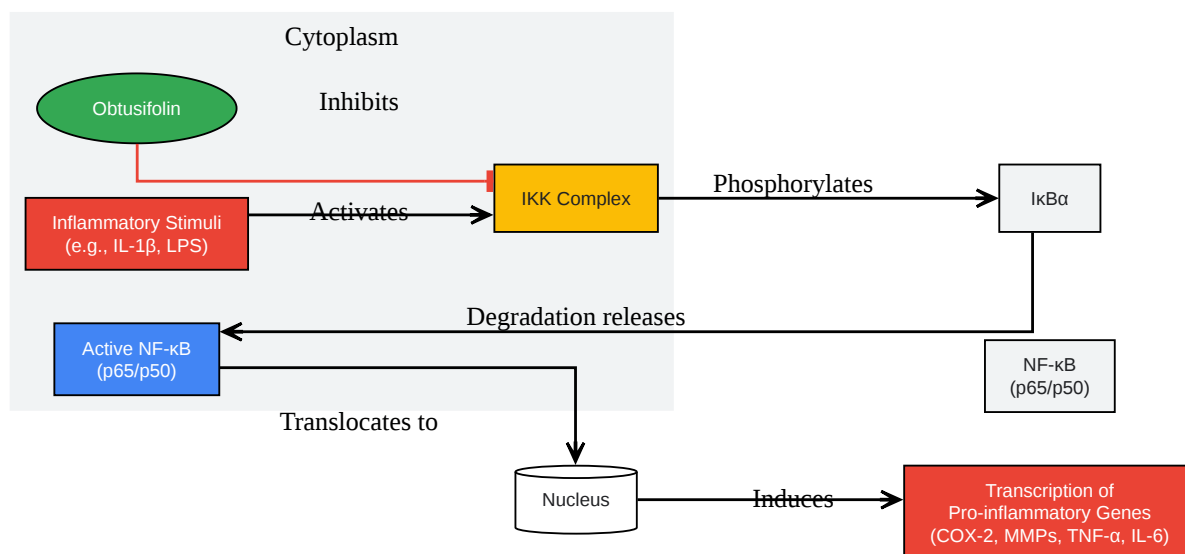 Cytoplasm
Obtusifolin
Inhibits
IKK Complex
Phosphorylates
IκBα
Inflammatory Stimuli
(e.g., IL-1β, LPS)
Activates
Degradation releases
Active NF-κB
(p65/p50)
NF-κB
(p65/p50)
Translocates to
Nucleus
Induces
Transcription of
Pro-inflammatory Genes
(COX-2, MMPs, TNF-α, IL-6)